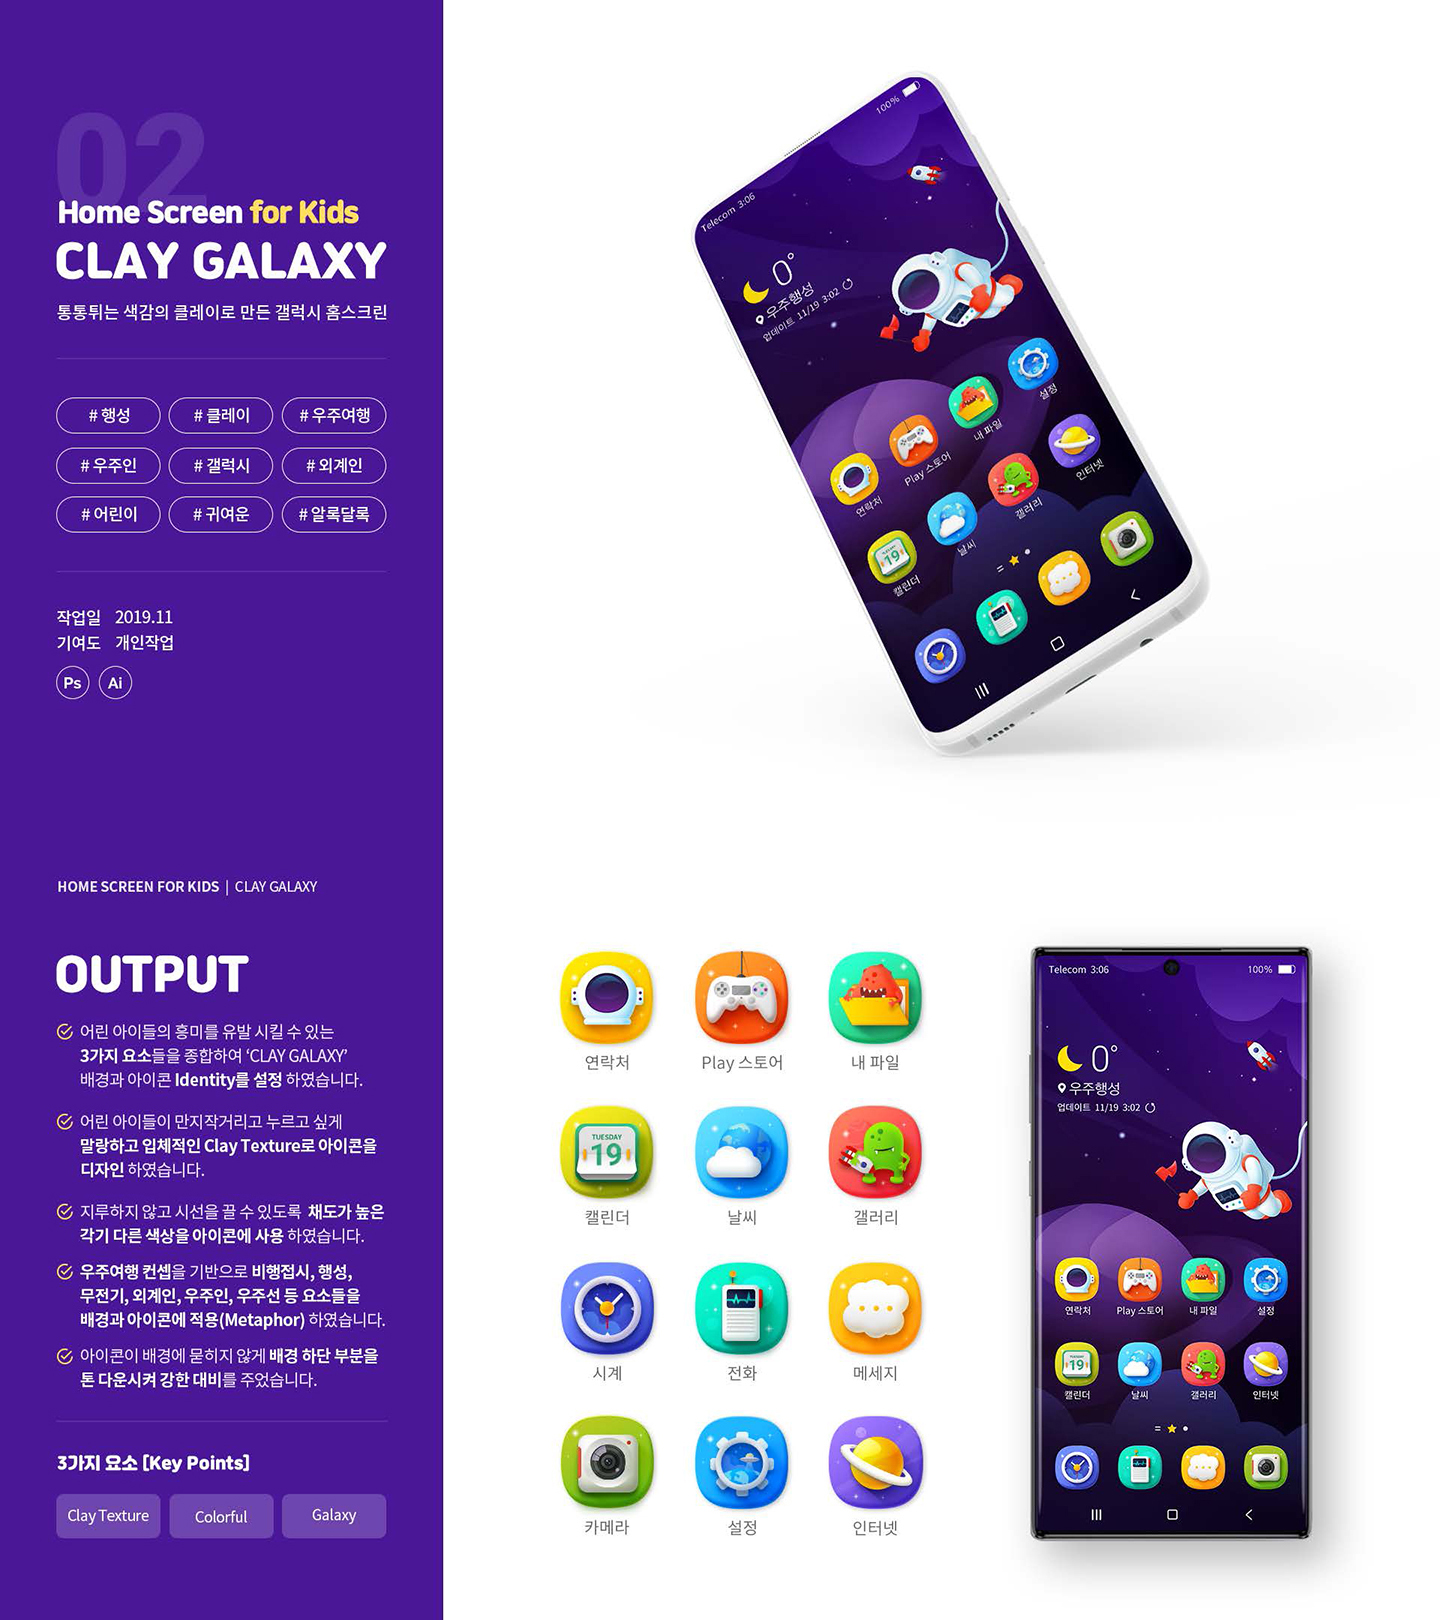 02
Home Screen for Kids
CLAY GALAXY
통통튀는 색감의 클레이로 만든 갤럭시 홈스크린
# 행성
# 클레이
# 우주여행
# 우주인
# 갤럭시
# 외계인
# 어린이
# 귀여운
# 알록달록
작업일 2019.11
기여도 개인작업
Ps
Ai
Telecom 3:06
100%
0°
우주행성
업데이트 11/19 3:02
연락처
Play 스토어
내 파일
설정
캘린더
날씨
갤러리
인터넷
19
HOME SCREEN FOR KIDS | CLAY GALAXY
OUTPUT
어린 아이들의 흥미를 유발 시킬 수 있는
3가지 요소들을 종합하여 ‘CLAY GALAXY’
배경과 아이콘 Identity를 설정 하였습니다.
어린 아이들이 만지작거리고 누르고 싶게
말랑하고 입체적인 Clay Texture로 아이콘을
디자인 하였습니다.
지루하지 않고 시선을 끌 수 있도록 채도가 높은
각기 다른 색상을 아이콘에 사용 하였습니다.
우주여행 컨셉을 기반으로 비행접시, 행성,
무전기, 외계인, 우주인, 우주선 등 요소들을
배경과 아이콘에 적용(Metaphor) 하였습니다.
아이콘이 배경에 묻히지 않게 배경 하단 부분을
톤 다운시켜 강한 대비를 주었습니다.
3가지 요소 [Key Points]
Clay Texture
Colorful
Galaxy
연락처
Play 스토어
내 파일
TUESDAY
19
캘린더
날씨
갤러리
시계
전화
메세지
카메라
설정
인터넷
Telecom 3:06
100%
0°
우주행성
업데이트 11/19 3:02
연락처
Play 스토어
내 파일
설정
19
캘린더
날씨
갤러리
인터넷